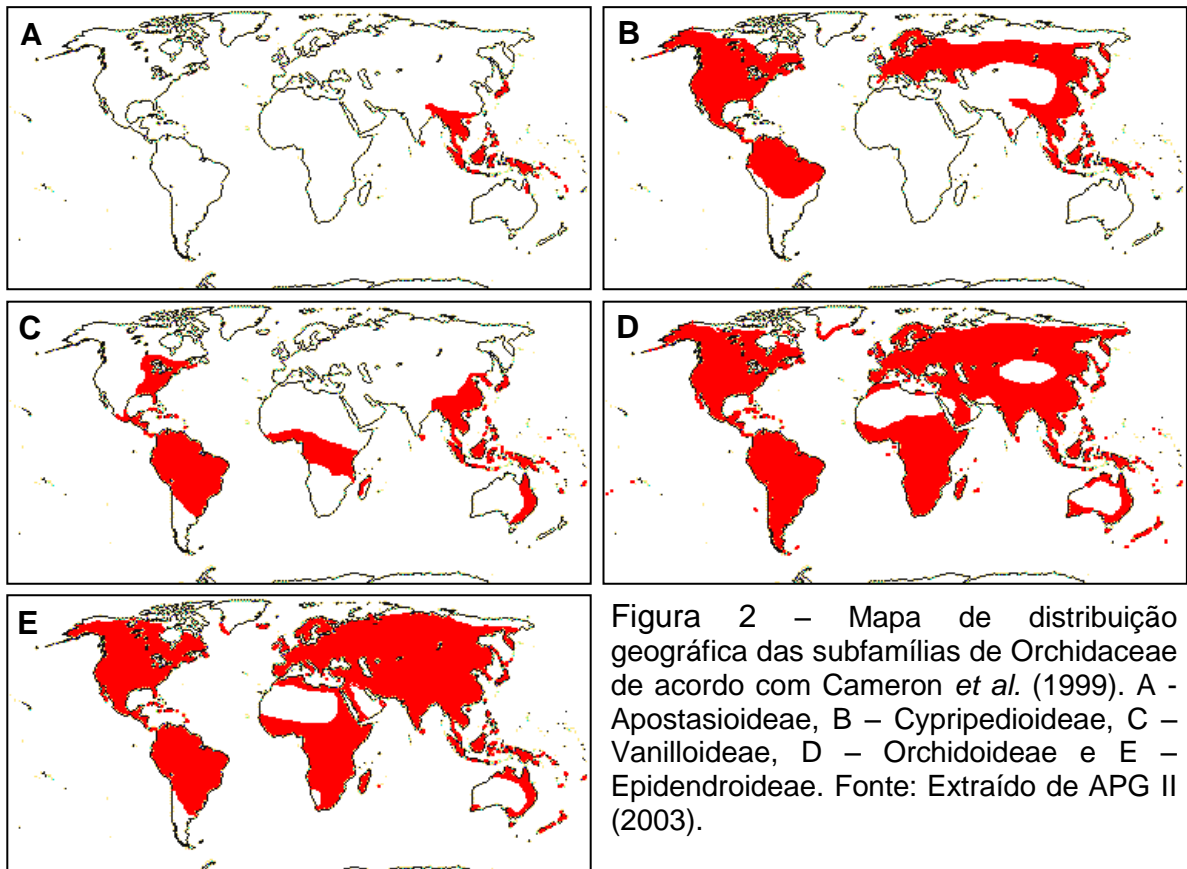 A
B
C
D
E
Figura 2 – Mapa de distribuição
geográfica das subfamílias de Orchidaceae
de acordo com Cameron et al. (1999). A -
Apostasioideae, B – Cypripedioideae, C –
Vanilloideae, D – Orchidoideae e E –
Epidendroideae. Fonte: Extraído de APG II
(2003).